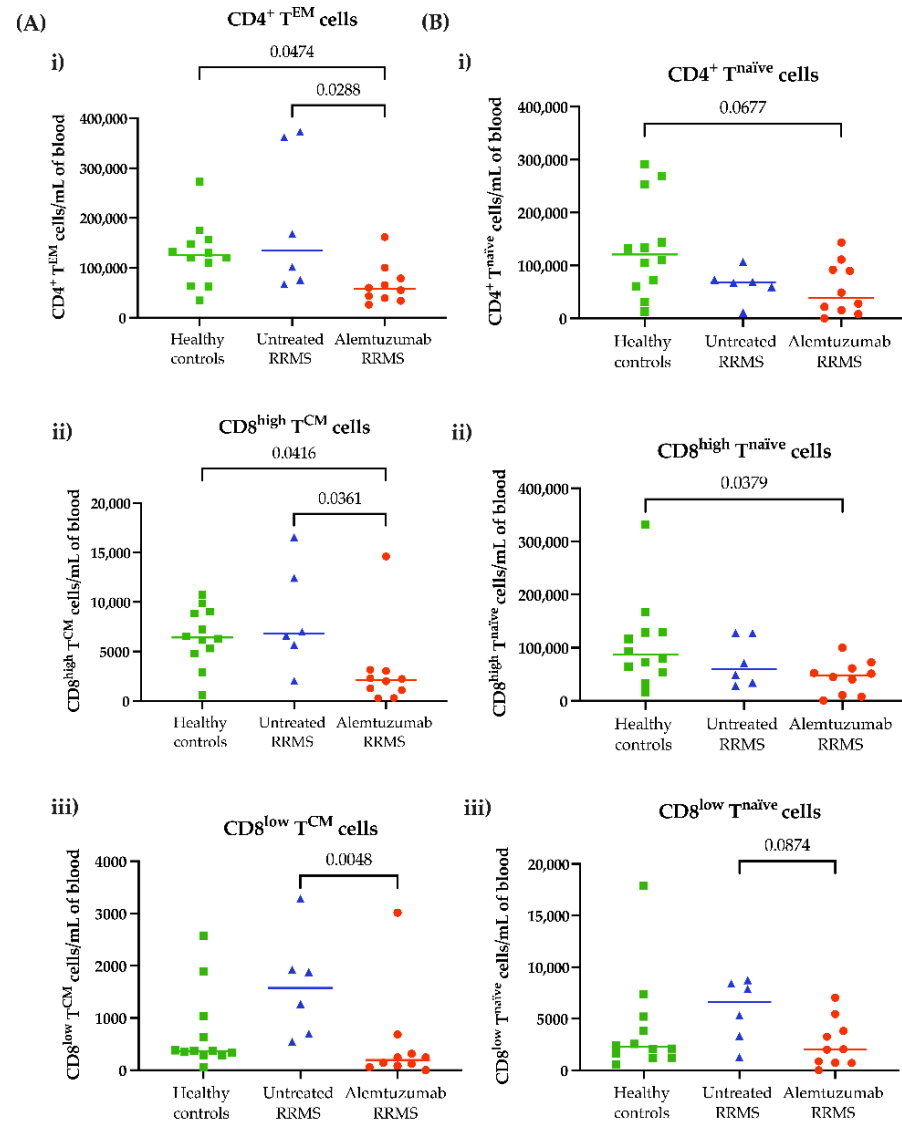 (A)
CD4⁺ Tᴱᴹ cells
i)
0.0474
0.0288
400,000
300,000
200,000
100,000
0
CD4⁺ Tᴱᴹ cells/mL of blood
Healthy controls
Untreated RRMS
Alemtuzumab RRMS
ii)
CD8ʰⁱᵍʰ Tᶜᴹ cells
0.0416
0.0361
20,000
15,000
10,000
5000
0
CD8ʰⁱᵍʰ Tᶜᴹ cells/mL of blood
Healthy controls
Untreated RRMS
Alemtuzumab RRMS
iii)
CD8ˡᵒʷ Tᶜᴹ cells
0.0048
4000
3000
2000
1000
0
CD8ˡᵒʷ Tᶜᴹ cells/mL of blood
Healthy controls
Untreated RRMS
Alemtuzumab RRMS
(B)
i)
CD4⁺ Tⁿᵃïᵛᵉ cells
0.0677
400,000
300,000
200,000
100,000
0
CD4⁺ Tⁿᵃïᵛᵉ cells/mL of blood
Healthy controls
Untreated RRMS
Alemtuzumab RRMS
ii)
CD8ʰⁱᵍʰ Tⁿᵃïᵛᵉ cells
0.0379
400,000
300,000
200,000
100,000
0
CD8ʰⁱᵍʰ Tⁿᵃïᵛᵉ cells/mL of blood
Healthy controls
Untreated RRMS
Alemtuzumab RRMS
iii)
CD8ˡᵒʷ Tⁿᵃïᵛᵉ cells
0.0874
20,000
15,000
10,000
5000
0
CD8ˡᵒʷ Tⁿᵃïᵛᵉ cells/mL of blood
Healthy controls
Untreated RRMS
Alemtuzumab RRMS